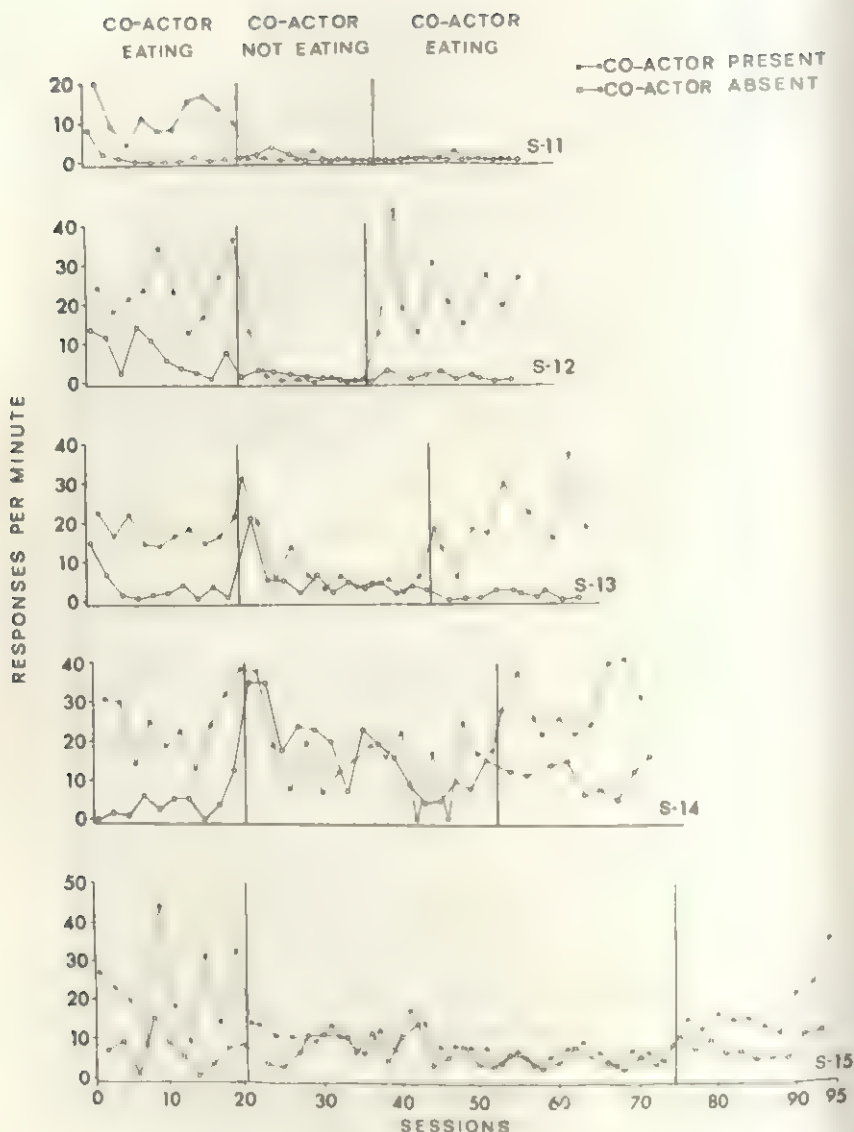 CO-ACTOR EATING
CO-ACTOR NOT EATING
CO-ACTOR EATING
CO-ACTOR PRESENT
CO-ACTOR ABSENT
RESPONSES PER MINUTE
20
10
0
S-11
40
30
20
10
0
S-12
40
30
20
10
0
S-13
40
30
20
10
0
S-14
50
40
30
20
10
0
S-15
0 10 20 30 40 50 60 70 80 90 95
SESSIONS